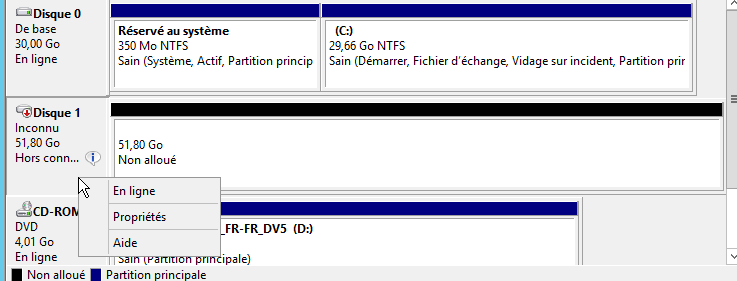 Disque 0
De base
30,00 Go
En ligne
Réservé au système
350 Mo NTFS
Sain (Système, Actif, Partition princip
(C:)
29,66 Go NTFS
Sain (Démarrer, Fichier d'échange, Vidage sur incident, Partition prir
Disque 1
Inconnu
51,80 Go
Hors conn...
51,80 Go
Non alloué
En ligne
Propriétés
Aide
CD-ROM
DVD
4,01 Go
En ligne
_FR-FR_DV5 (D:)
Sain (Partition principale)
Non alloué
Partition principale